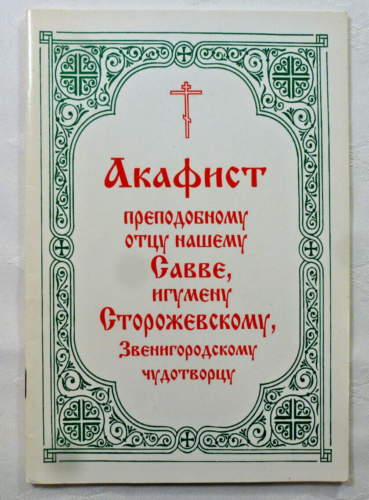 Акафист
преподобному
отцу нашему
Савве,
игумену
Сторожевскому,
Звенигородскому
чудотворцу